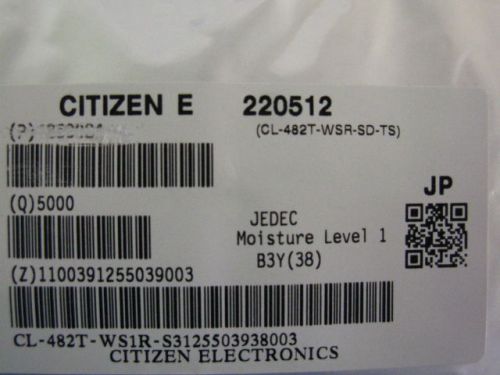 CITIZEN E 220512
(CL-482T-WSR-SD-TS)
(Q)5000
JP
JEDEC
Moisture Level 1
B3Y(38)
(Z)1100391255039003
CL-482T-WS1R-S3125503938003
CITIZEN ELECTRONICS